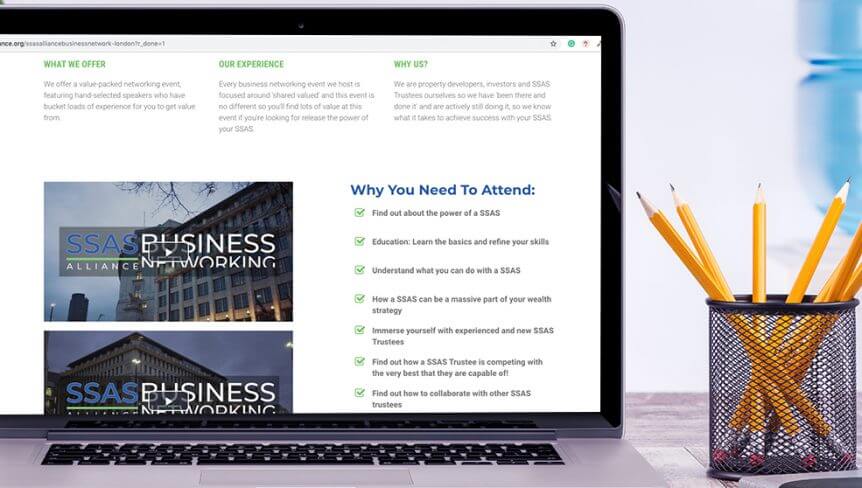 ance.org/ssasalliancebusinessnetwork-london?r_done=1
WHAT WE OFFER
We offer a value-packed networking event,
featuring hand-selected speakers who have
bucket loads of experience for you to get value
from.
OUR EXPERIENCE
Every business networking event we host is
focused around 'shared valued' and this event is
no different so you'll find lots of value at this
event if you're looking for release the power of
your SSAS.
WHY US?
We are property developers, investors and SSAS
Trustees ourselves so we have 'been there and
done it' and are actively still doing it, so we know
what it takes to achieve success with your SSAS.
SSAS BUSINESS
ALLIANCE NETWORKING
SSAS BUSINESS
ALLIANCE NETWORKING
Why You Need To Attend:
Find out about the power of a SSAS
Education: Learn the basics and refine your skills
Understand what you can do with a SSAS
How a SSAS can be a massive part of your wealth
strategy
Immerse yourself with experienced and new SSAS
Trustees
Find out how a SSAS Trustee is competing with
the very best that they are capable of!
Find out how to collaborate with other SSAS
trustees